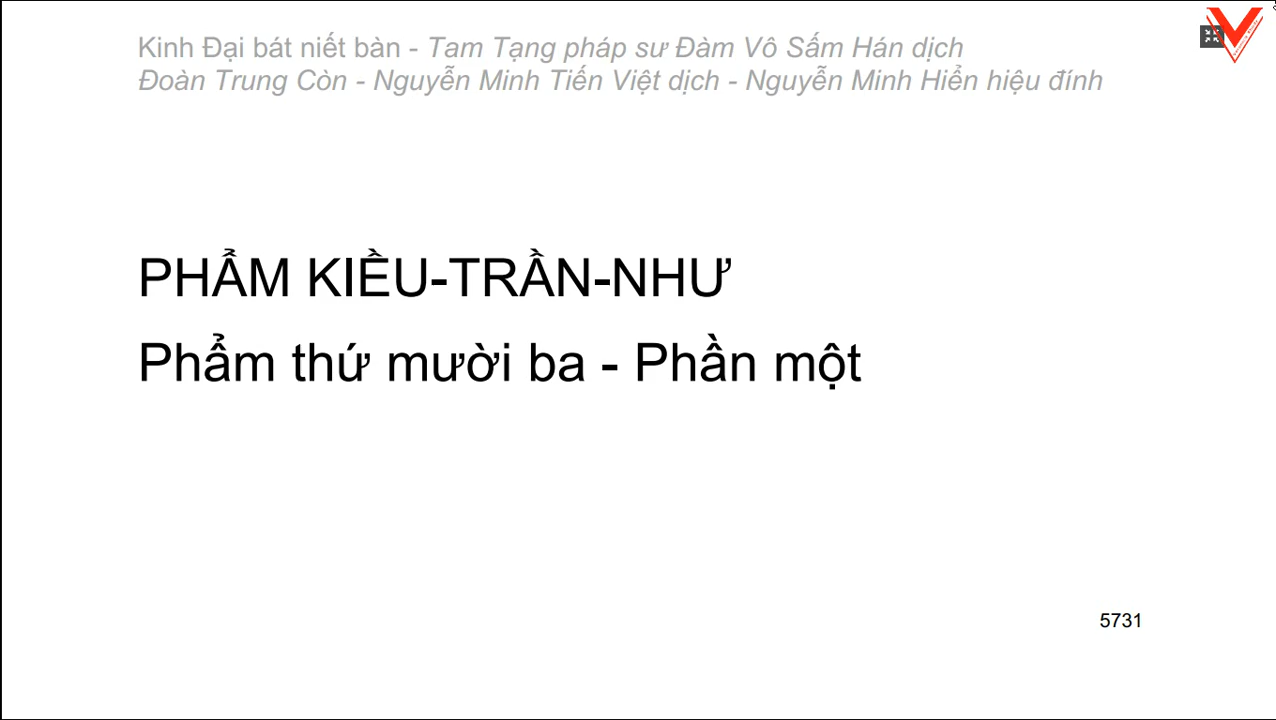 Kinh Đại bát niết bàn - Tam Tạng pháp sư Đàm Vô Sấm Hán dịch
Đoàn Trung Còn - Nguyễn Minh Tiến Việt dịch - Nguyễn Minh Hiển hiệu đính
PHẨM KIỀU-TRẦN-NHƯ
Phẩm thứ mười ba - Phần một
5731